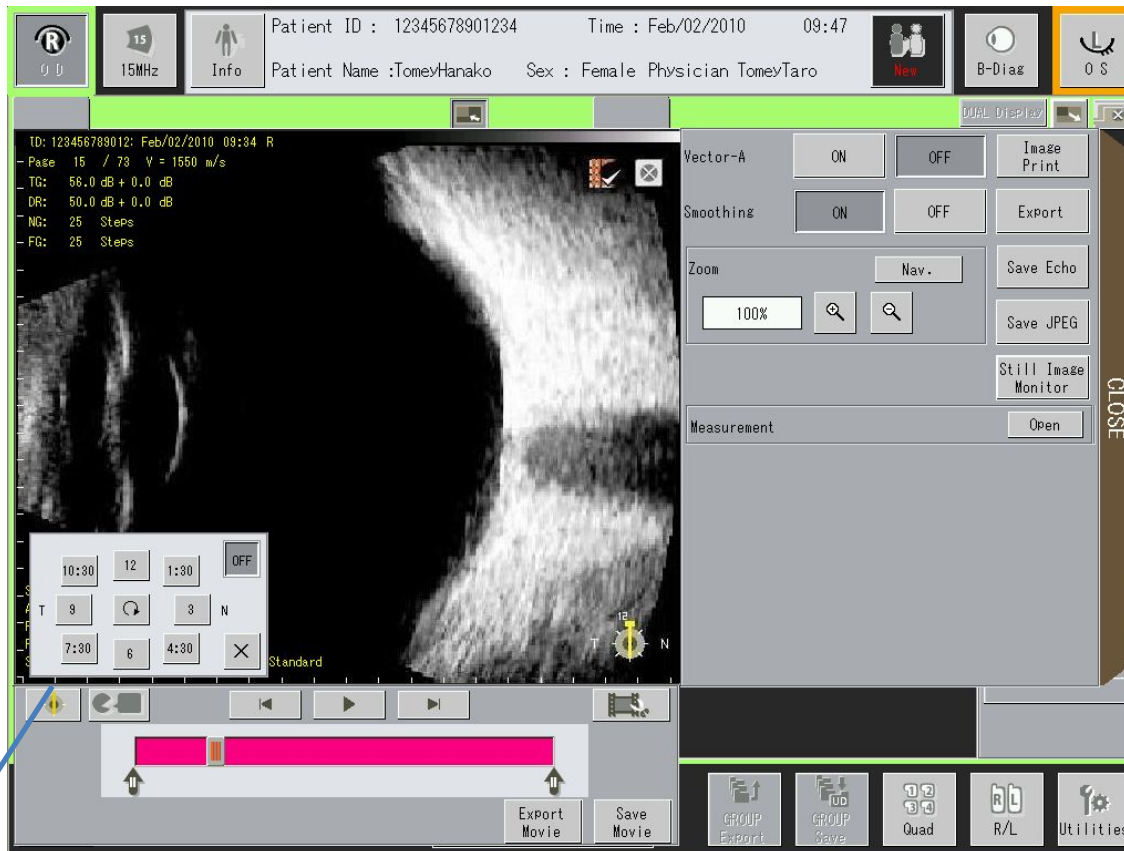 R
OD
15
15MHz
Info
Patient ID : 12345678901234 Time : Feb/02/2010 09:47
Patient Name :TomeyHanako Sex : Female Physician TomeyTaro
New
B-Diag
L
OS
DUAL Display
ID: 123456789012: Feb/02/2010 09:34 R
Page 15 / 73 V = 1550 m/s
TG: 56.0 dB + 0.0 dB
DR: 50.0 dB + 0.0 dB
NG: 25 Steps
FG: 25 Steps
Vector-A ON OFF
Image
Print
Smoothing ON OFF
Export
Zoom Nav.
Save Echo
100%
Save JPEG
Still Image
Monitor
CLOSE
Measurement Open
10:30 12 1:30 OFF
T 9 3 N
7:30 6 4:30
Standard
12
T N
Export
Movie
Save
Movie
GROUP
Export
UD
GROUP
Save
1 2
3 4
Quad
R L
R/L
Utilities